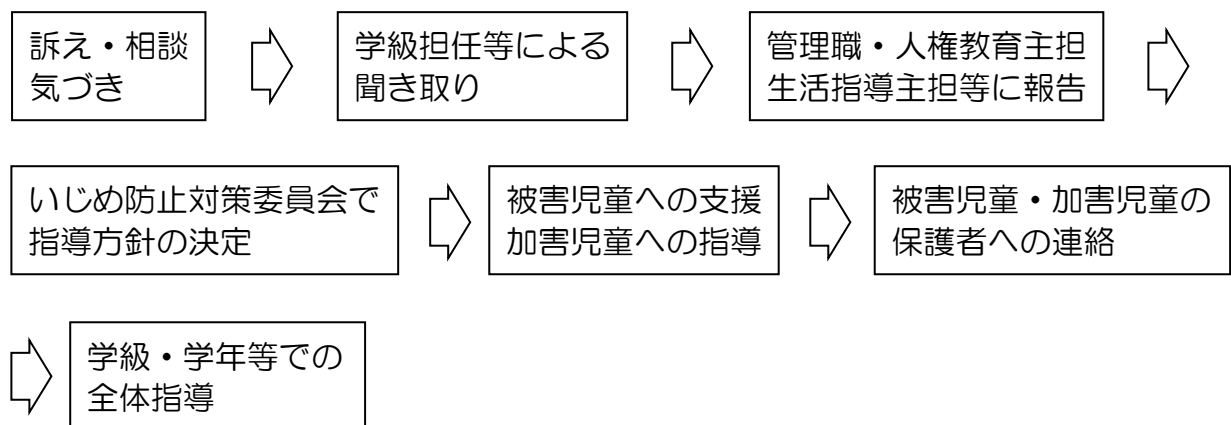 訴え・相談
気づき
学級担任等による
聞き取り
管理職・人権教育主担
生活指導主担等に報告
いじめ防止対策委員会で
指導方針の決定
被害児童への支援
加害児童への指導
被害児童・加害児童の
保護者への連絡
学級・学年等での
全体指導